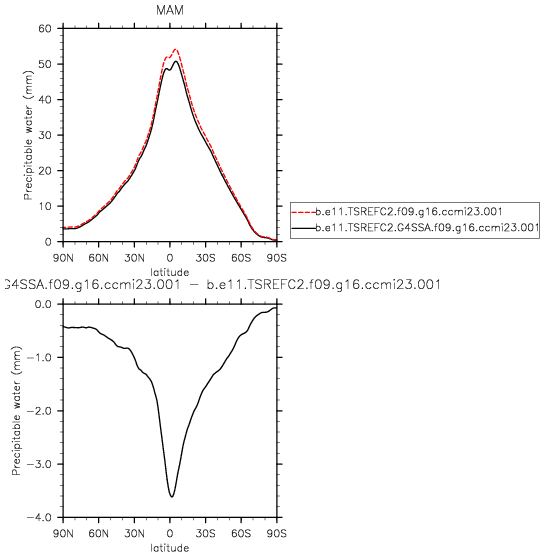 MAM
60
50
40
30
20
10
0
Precipitable water (mm)
90N 60N 30N 0 30S 60S 90S
latitude
b.e11.TSREFC2.f09.g16.ccmi23.001
b.e11.TSREFC2.G4SSA.f09.g16.ccmi23.001
G4SSA.f09.g16.ccmi23.001 − b.e11.TSREFC2.f09.g16.ccmi23.001
0.0
−1.0
−2.0
−3.0
−4.0
Precipitable water (mm)
90N 60N 30N 0 30S 60S 90S
latitude